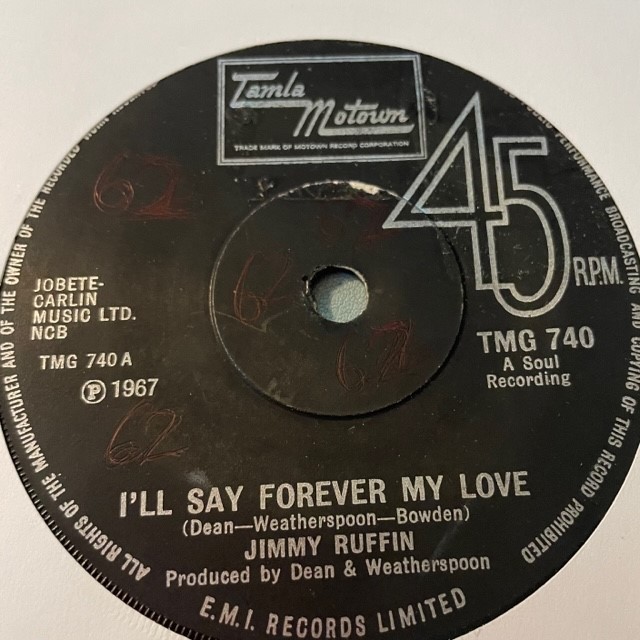 Tamla
Motown
TRADE MARK OF MOTOWN RECORD CORPORATION
45
R.P.M.
JOBETE-
CARLIN
MUSIC LTD.
NCB
TMG 740 A
Ⓟ 1967
TMG 740
A Soul
Recording
62
62
62
62
I'LL SAY FOREVER MY LOVE
(Dean—Weatherspoon—Bowden)
JIMMY RUFFIN
Produced by Dean & Weatherspoon
E.M.I. RECORDS LIMITED
ALL RIGHTS OF THE MANUFACTURER AND OF THE OWNER OF THE RECORDED
PERFORMANCE BROADCASTING AND COPYING OF THIS RECORD PROHIBITED